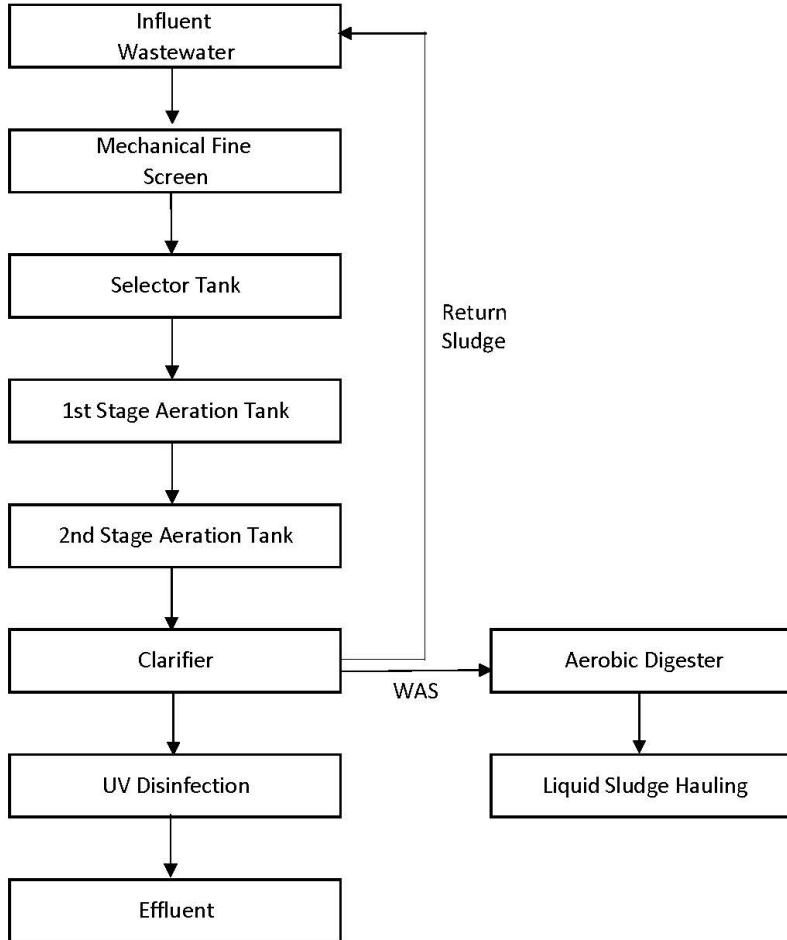 Influent
Wastewater
Mechanical Fine
Screen
Selector Tank
Return
Sludge
1st Stage Aeration Tank
2nd Stage Aeration Tank
Clarifier
Aerobic Digester
WAS
UV Disinfection
Liquid Sludge Hauling
Effluent